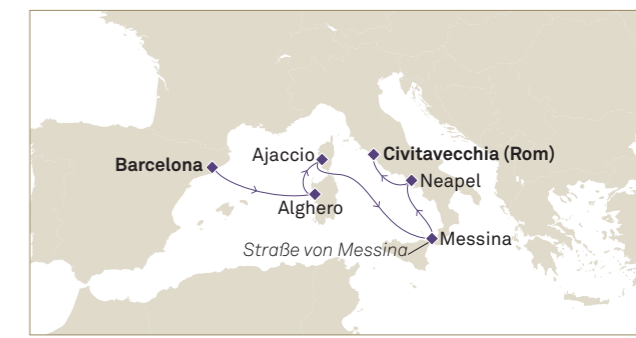 Barcelona
Ajaccio
Civitavecchia (Rom)
Neapel
Alghero
Messina
Straße von Messina